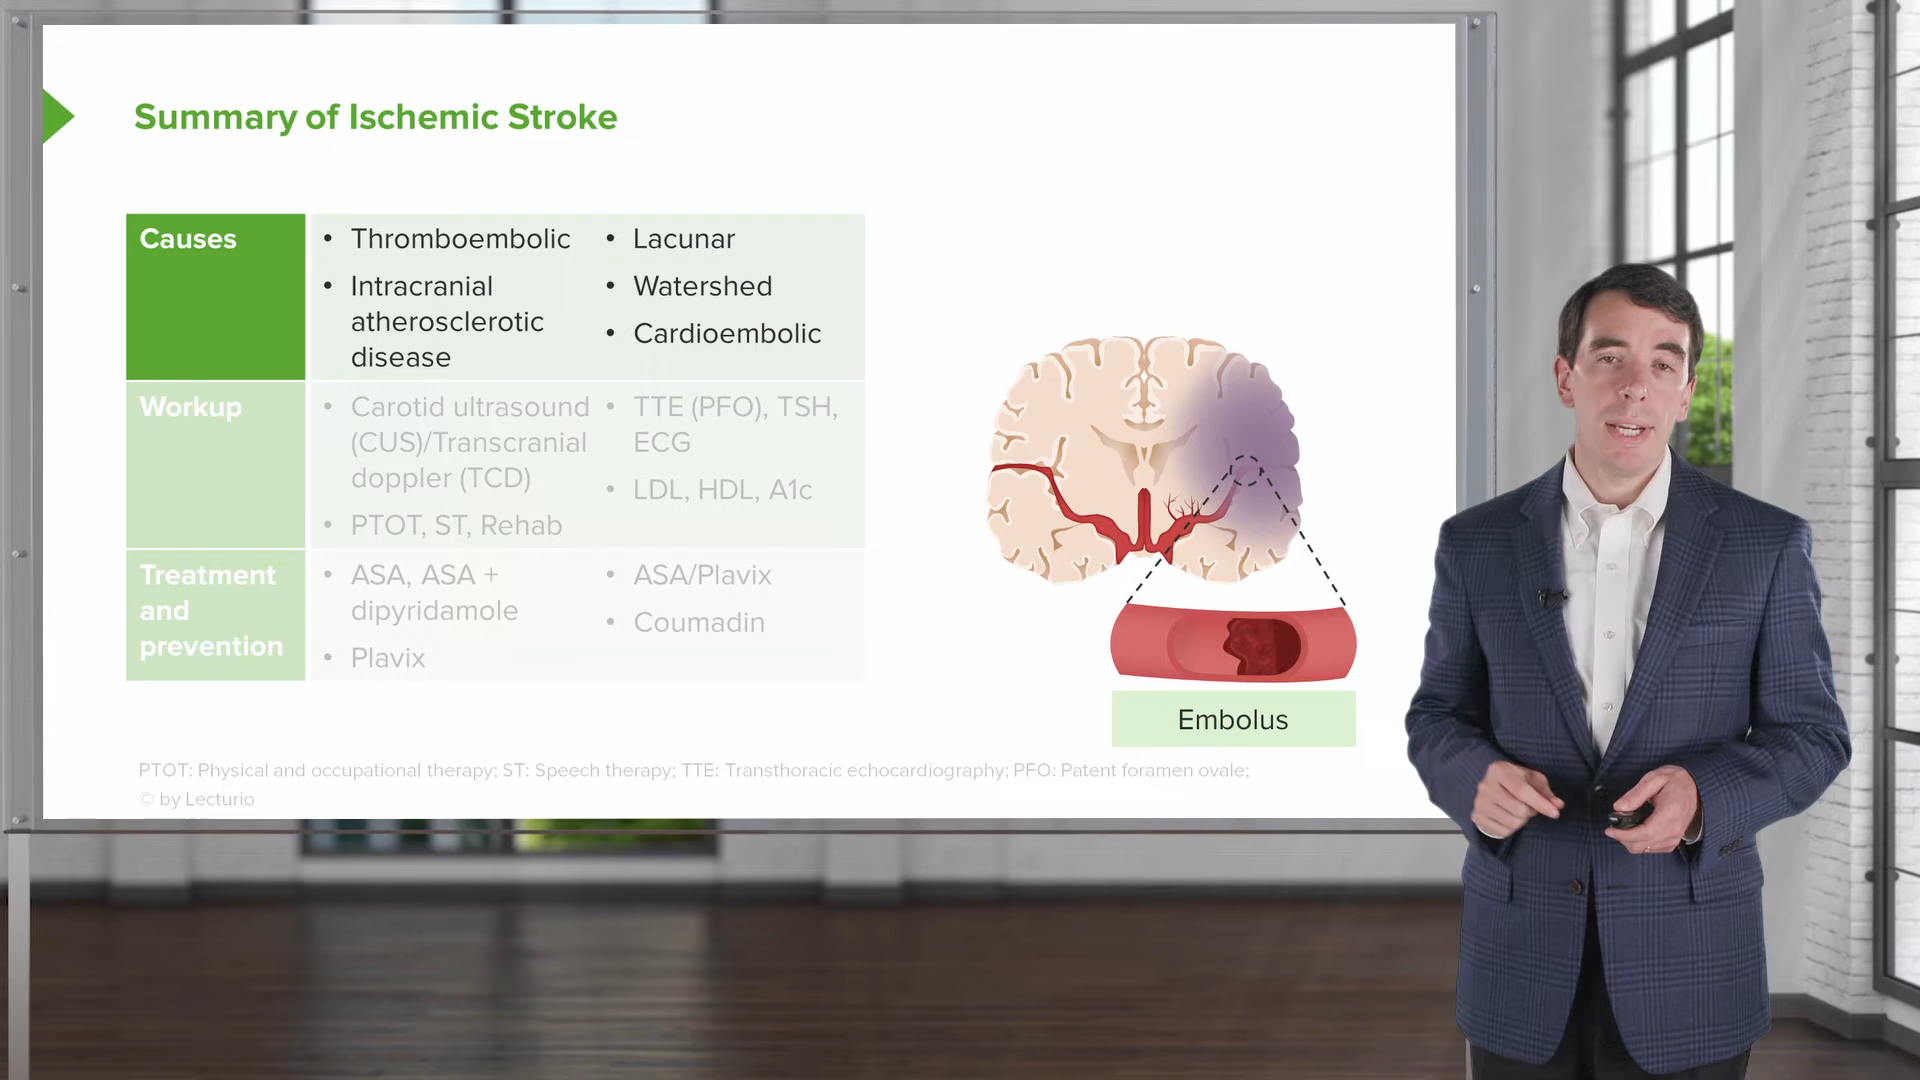 Summary of Ischemic Stroke
Causes
• Thromboembolic
• Intracranial
atherosclerotic
disease
• Lacunar
• Watershed
• Cardioembolic
Workup
• Carotid ultrasound
(CUS)/Transcranial
doppler (TCD)
• PTOT, ST, Rehab
• TTE (PFO), TSH,
ECG
• LDL, HDL, A1c
Treatment
and
prevention
• ASA, ASA +
dipyridamole
• Plavix
• ASA/Plavix
• Coumadin
Embolus
PTOT: Physical and occupational therapy; ST: Speech therapy; TTE: Transthoracic echocardiography; PFO: Patent foramen ovale;
© by Lecturio